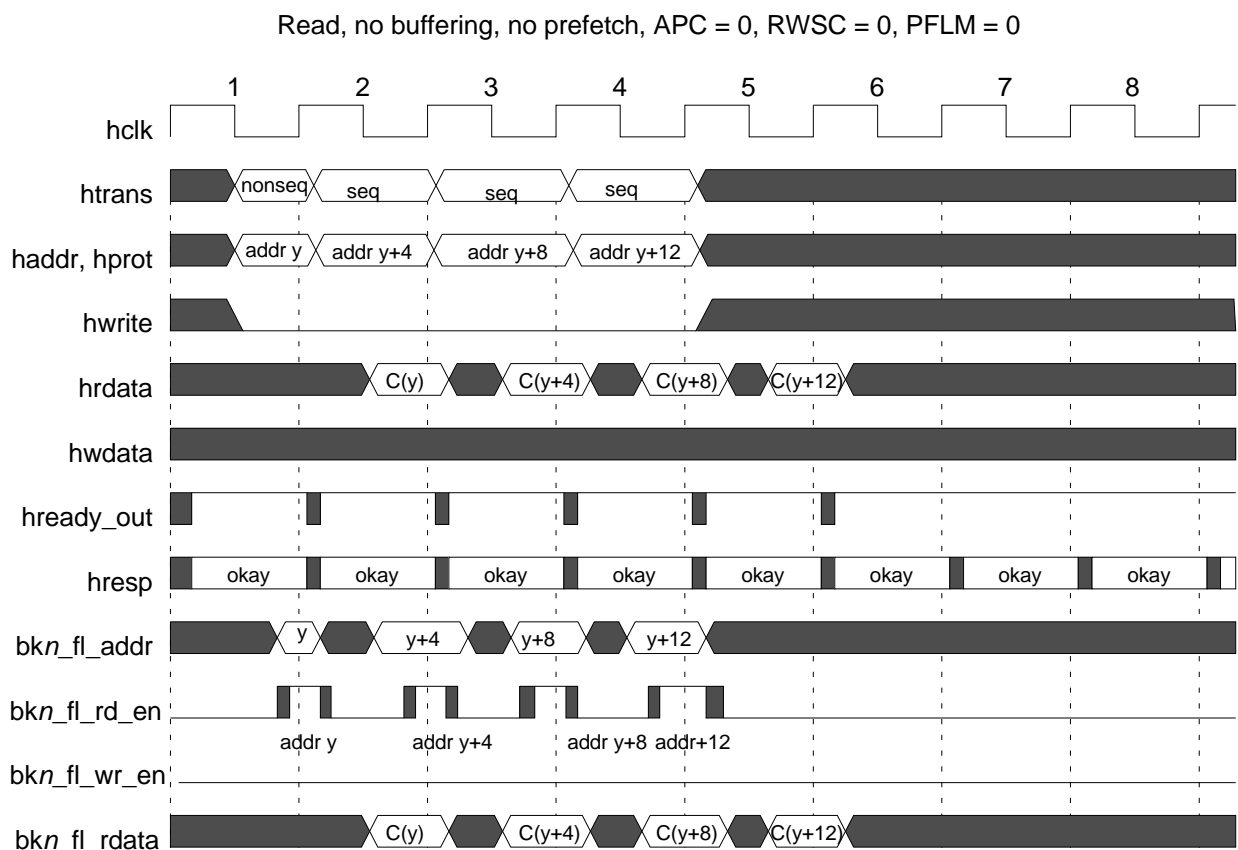 Read, no buffering, no prefetch, APC = 0, RWSC = 0, PFLM = 0
1 2 3 4 5 6 7 8
hclk
htrans nonseq seq seq seq
haddr, hprot addr y addr y+4 addr y+8 addr y+12
hwrite
hrdata C(y) C(y+4) C(y+8) C(y+12)
hwdata
hready_out
hresp okay okay okay okay okay okay okay okay
bkn_fl_addr y y+4 y+8 y+12
bkn_fl_rd_en
addr y addr y+4 addr y+8 addr+12
bkn_fl_wr_en
bkn_fl_rdata C(y) C(y+4) C(y+8) C(y+12)